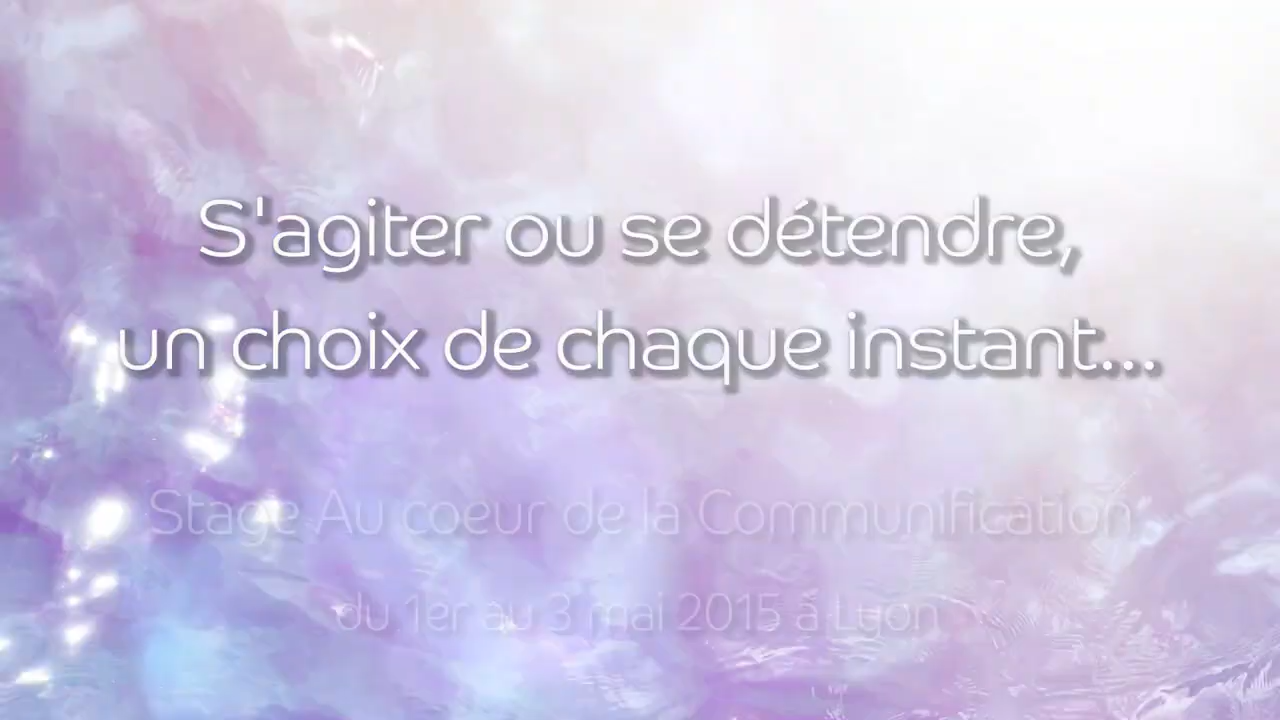 S'agiter ou se détendre,
un choix de chaque instant...
Stage Au coeur de la Communification
du 1er au 3 mai 2015 à Lyon